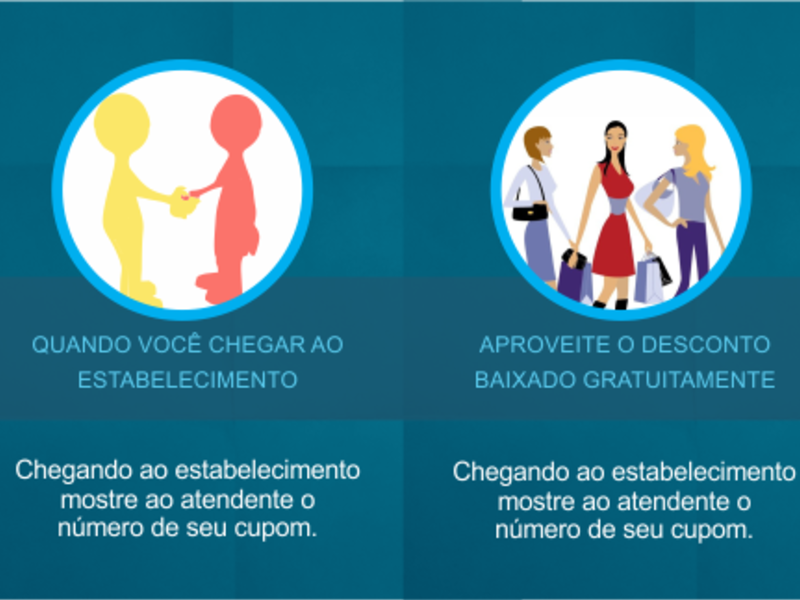 QUANDO VOCÊ CHEGAR AO
ESTABELECIMENTO
Chegando ao estabelecimento
mostre ao atendente o
número de seu cupom.
APROVEITE O DESCONTO
BAIXADO GRATUITAMENTE
Chegando ao estabelecimento
mostre ao atendente o
número de seu cupom.